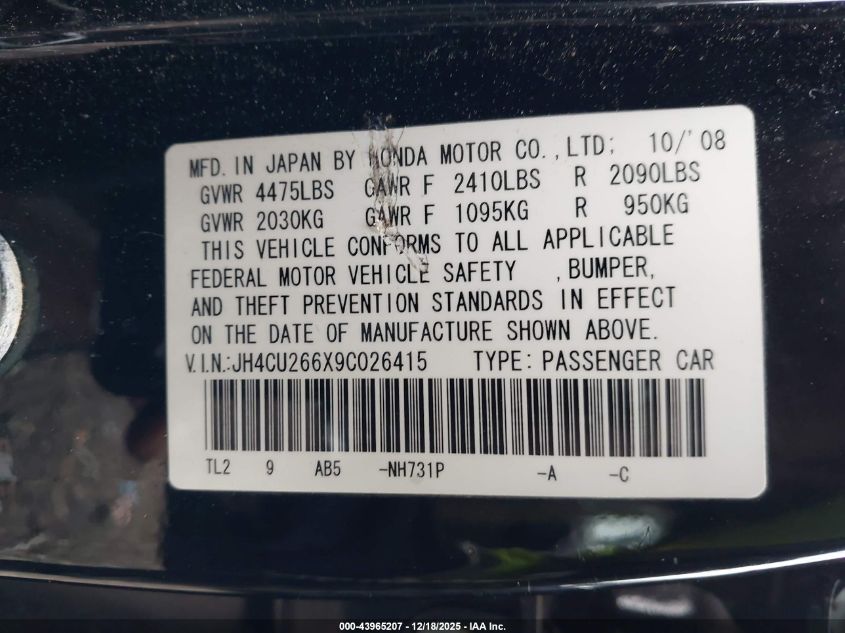 MFD. IN JAPAN BY HONDA MOTOR CO., LTD; 10/'08
GVWR 4475LBS GAWR F 2410LBS R 2090LBS
GVWR 2030KG GAWR F 1095KG R 950KG
THIS VEHICLE CONFORMS TO ALL APPLICABLE
FEDERAL MOTOR VEHICLE SAFETY , BUMPER,
AND THEFT PREVENTION STANDARDS IN EFFECT
ON THE DATE OF MANUFACTURE SHOWN ABOVE.
V.I.N.:JH4CU266X9C026415 TYPE: PASSENGER CAR
TL2 9 AB5 -NH731P -A -C
000-43965207 - 12/18/2025 - IAA Inc.